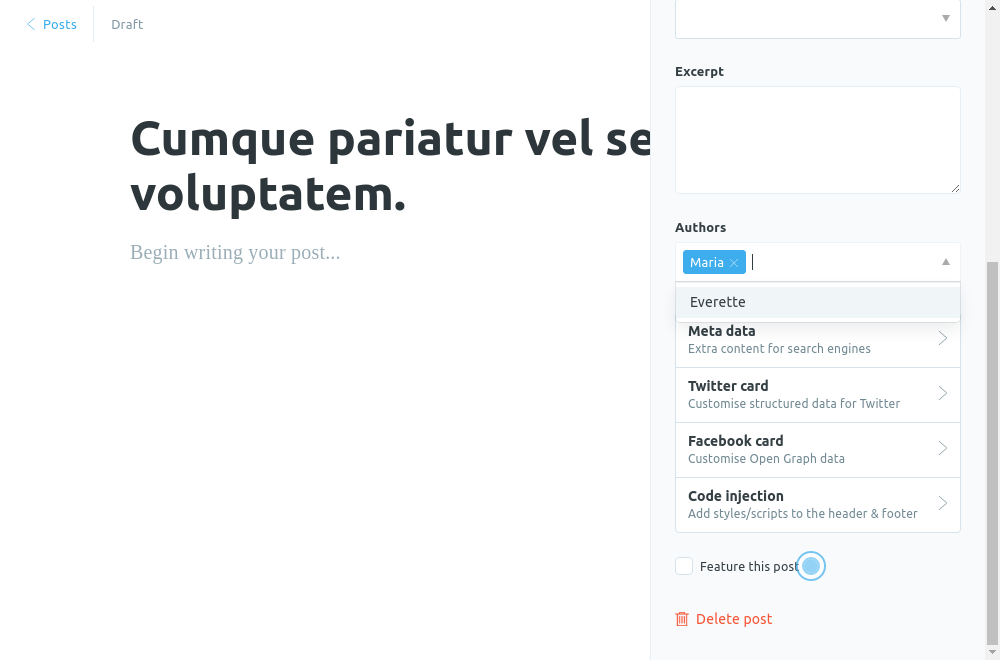 Posts
Draft
Cumque pariatur vel se
voluptatem.
Begin writing your post...
Excerpt
Authors
Maria
Everette
Meta data
Extra content for search engines
Twitter card
Customise structured data for Twitter
Facebook card
Customise Open Graph data
Code injection
Add styles/scripts to the header & footer
Feature this post
Delete post